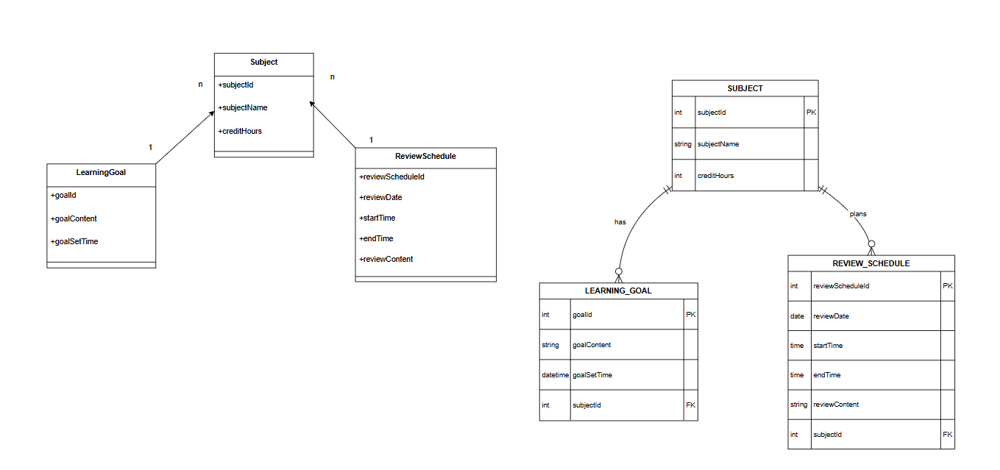 Subject
n
n
+subjectId
+subjectName
+creditHours
1
1
LearningGoal
+goalId
+goalContent
+goalSetTime
ReviewSchedule
+reviewScheduleId
+reviewDate
+startTime
+endTime
+reviewContent
SUBJECT
int subjectId PK
string subjectName
int creditHours
has
plans
LEARNING_GOAL
int goalId PK
string goalContent
datetime goalSetTime
int subjectId FK
REVIEW_SCHEDULE
int reviewScheduleId PK
date reviewDate
time startTime
time endTime
string reviewContent
int subjectId FK